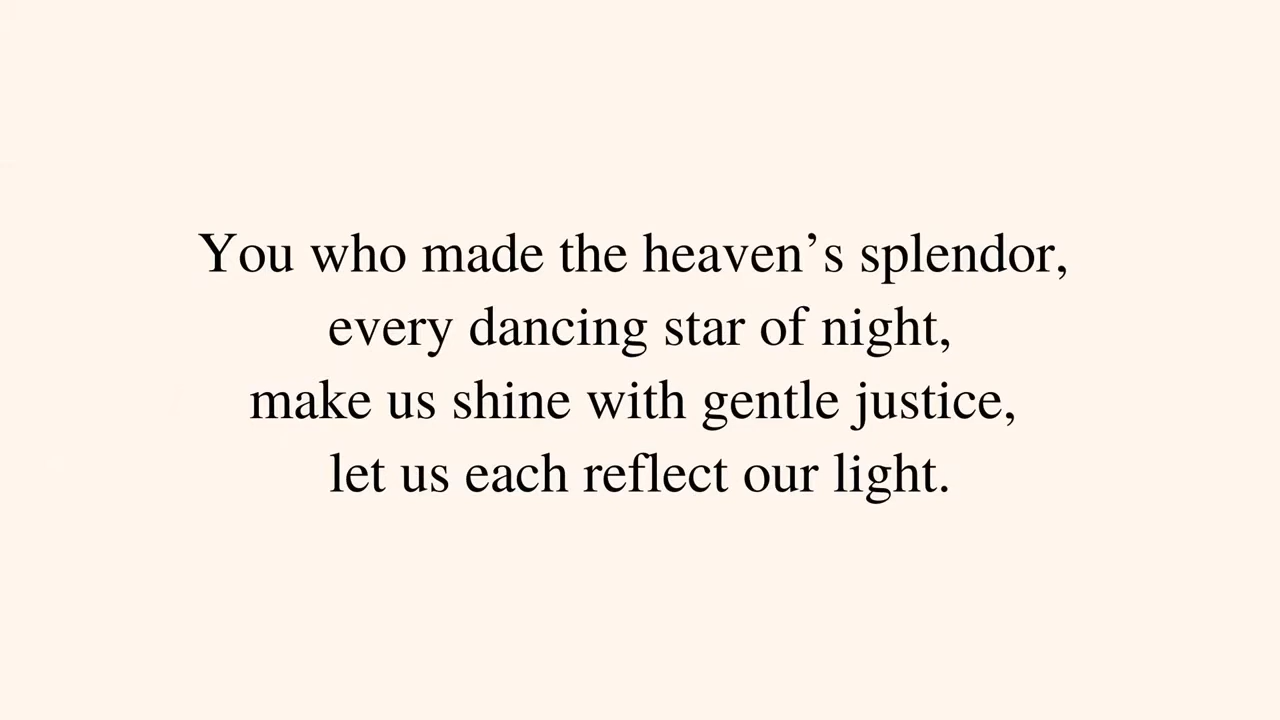 You who made the heaven’s splendor,
every dancing star of night,
make us shine with gentle justice,
let us each reflect our light.